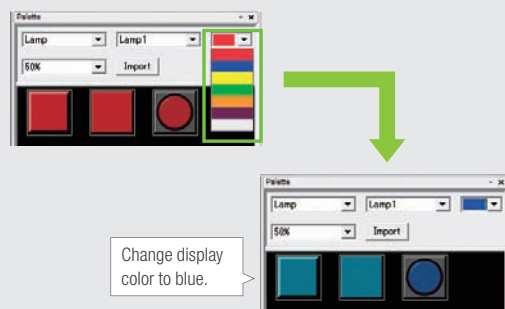 Palette
Lamp
Lamp1
50%
Import
Palette
Lamp
Lamp1
50%
Import
Change display
color to blue.